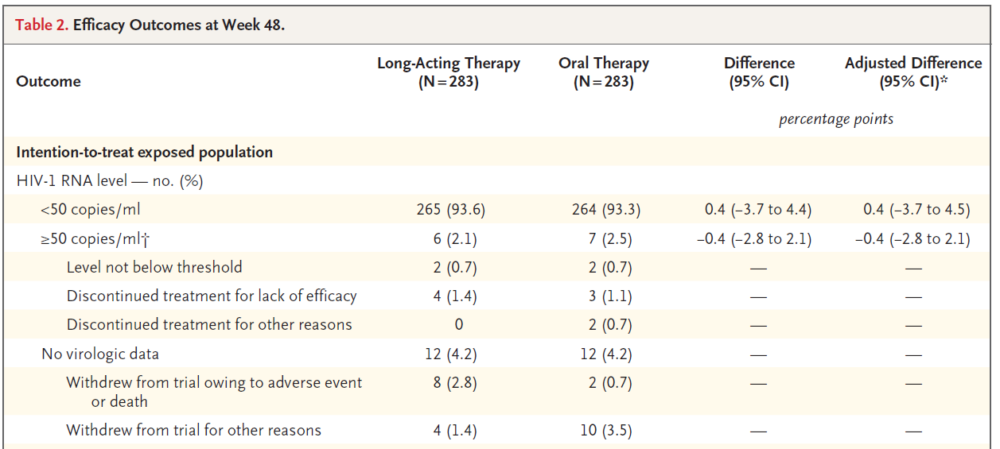 Table 2. Efficacy Outcomes at Week 48.
Outcome Long-Acting Therapy (N=283) Oral Therapy (N=283) Difference (95% CI) Adjusted Difference (95% CI)*
percentage points
Intention-to-treat exposed population
HIV-1 RNA level — no. (%)
<50 copies/ml 265 (93.6) 264 (93.3) 0.4 (–3.7 to 4.4) 0.4 (–3.7 to 4.5)
≥50 copies/ml† 6 (2.1) 7 (2.5) –0.4 (–2.8 to 2.1) –0.4 (–2.8 to 2.1)
Level not below threshold 2 (0.7) 2 (0.7) — —
Discontinued treatment for lack of efficacy 4 (1.4) 3 (1.1) — —
Discontinued treatment for other reasons 0 2 (0.7) — —
No virologic data 12 (4.2) 12 (4.2) — —
Withdrew from trial owing to adverse event 8 (2.8) 2 (0.7) — —
or death
Withdrew from trial for other reasons 4 (1.4) 10 (3.5) — —